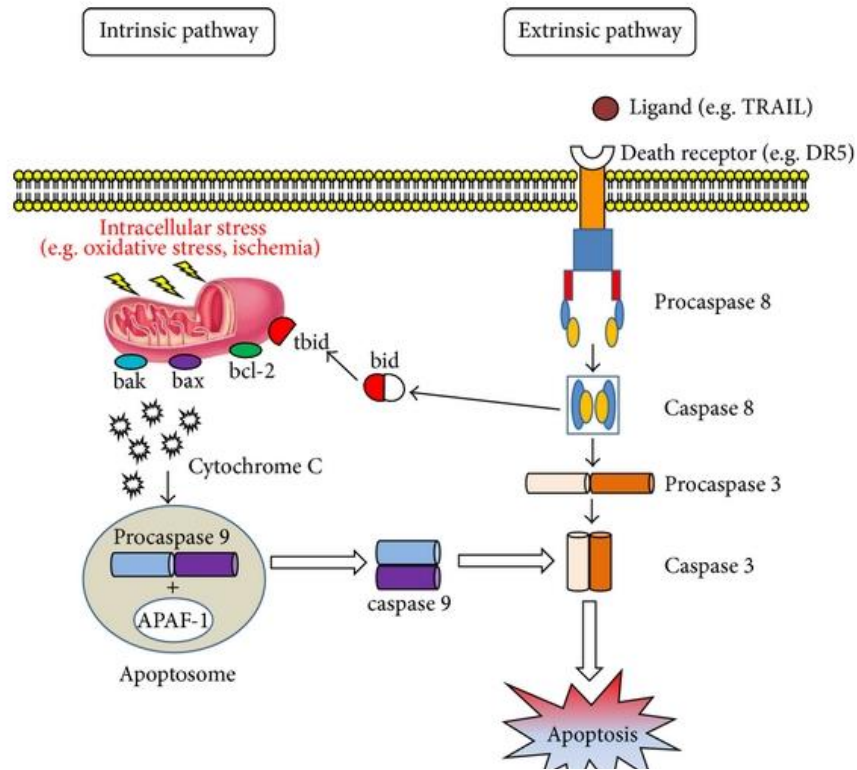 Intrinsic pathway
Extrinsic pathway
Ligand (e.g. TRAIL)
Death receptor (e.g. DR5)
Intracellular stress
(e.g. oxidative stress, ischemia)
Procaspase 8
tbid
bid
bcl-2
bak
bax
Caspase 8
Cytochrome C
Procaspase 3
Procaspase 9
+
APAF-1
caspase 9
Caspase 3
Apoptosome
Apoptosis